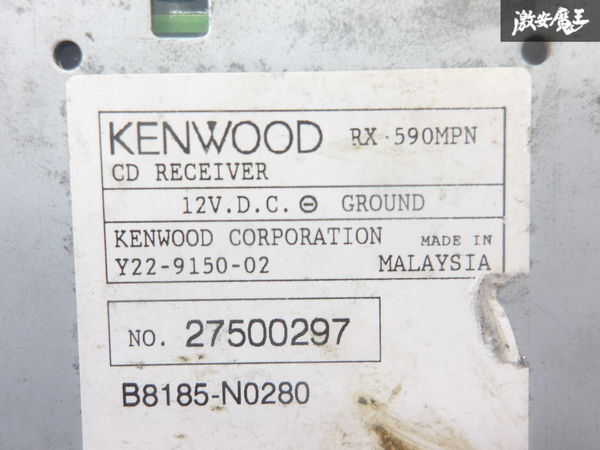 激安魔王
KENWOOD RX-590MPN
CD RECEIVER
12V.D.C. ⊖ GROUND
KENWOOD CORPORATION MADE IN
Y22-9150-02 MALAYSIA
NO. 27500297
B8185-N0280